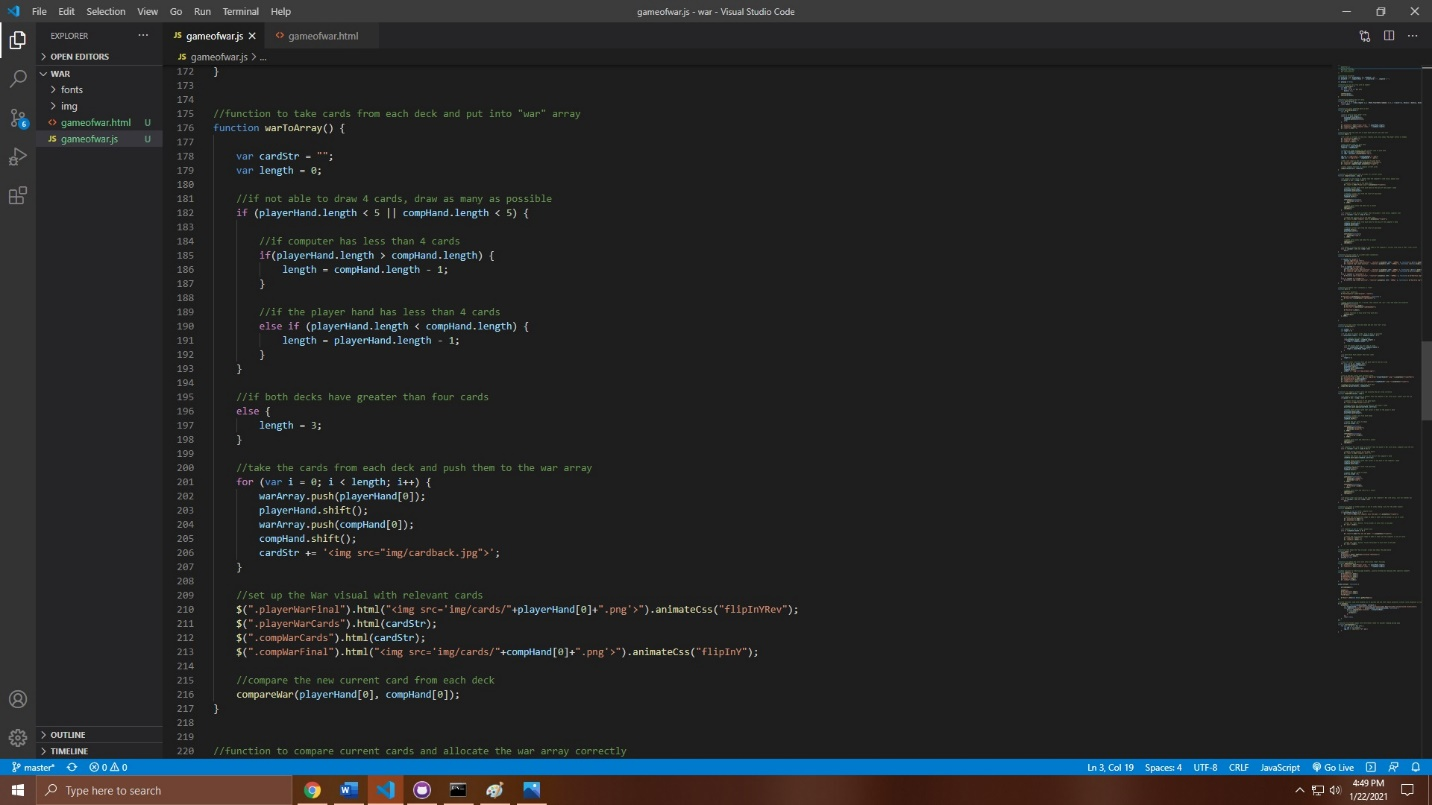 File Edit Selection View Go Run Terminal Help
gameofwar.js - war - Visual Studio Code
EXPLORER ...
OPEN EDITORS
WAR
fonts
img
gameofwar.html U
JS gameofwar.js U
OUTLINE
TIMELINE
6
JS gameofwar.js
gameofwar.html
JS gameofwar.js > ...
172 }
173
174
175 //function to take cards from each deck and put into "war" array
176 function warToArray() {
177
178 var cardStr = "";
179 var length = 0;
180
181 //if not able to draw 4 cards, draw as many as possible
182 if (playerHand.length < 5 || compHand.length < 5) {
183
184 //if computer has less than 4 cards
185 if(playerHand.length > compHand.length) {
186 length = compHand.length - 1;
187 }
188
189 //if the player hand has less than 4 cards
190 else if (playerHand.length < compHand.length) {
191 length = playerHand.length - 1;
192 }
193 }
194
195 //if both decks have greater than four cards
196 else {
197 length = 3;
198 }
199
200 //take the cards from each deck and push them to the war array
201 for (var i = 0; i < length; i++) {
202 warArray.push(playerHand[0]);
203 playerHand.shift();
204 warArray.push(compHand[0]);
205 compHand.shift();
206 cardStr += '<img src="img/cardback.jpg">';
207 }
208
209 //set up the War visual with relevant cards
210 $(".playerWarFinal").html("<img src='img/cards/"+playerHand[0]+".png'>").animateCss("flipInYRev");
211 $(".playerWarCards").html(cardStr);
212 $(".compWarCards").html(cardStr);
213 $(".compWarFinal").html("<img src='img/cards/"+compHand[0]+".png'>").animateCss("flipInY");
214
215 //compare the new current card from each deck
216 compareWar(playerHand[0], compHand[0]);
217 }
218
219
220 //function to compare current cards and allocate the war array correctly
master* 0 0 Ln 3, Col 19 Spaces: 4 UTF-8 CRLF JavaScript Go Live
Type here to search
4:49 PM
1/22/2021